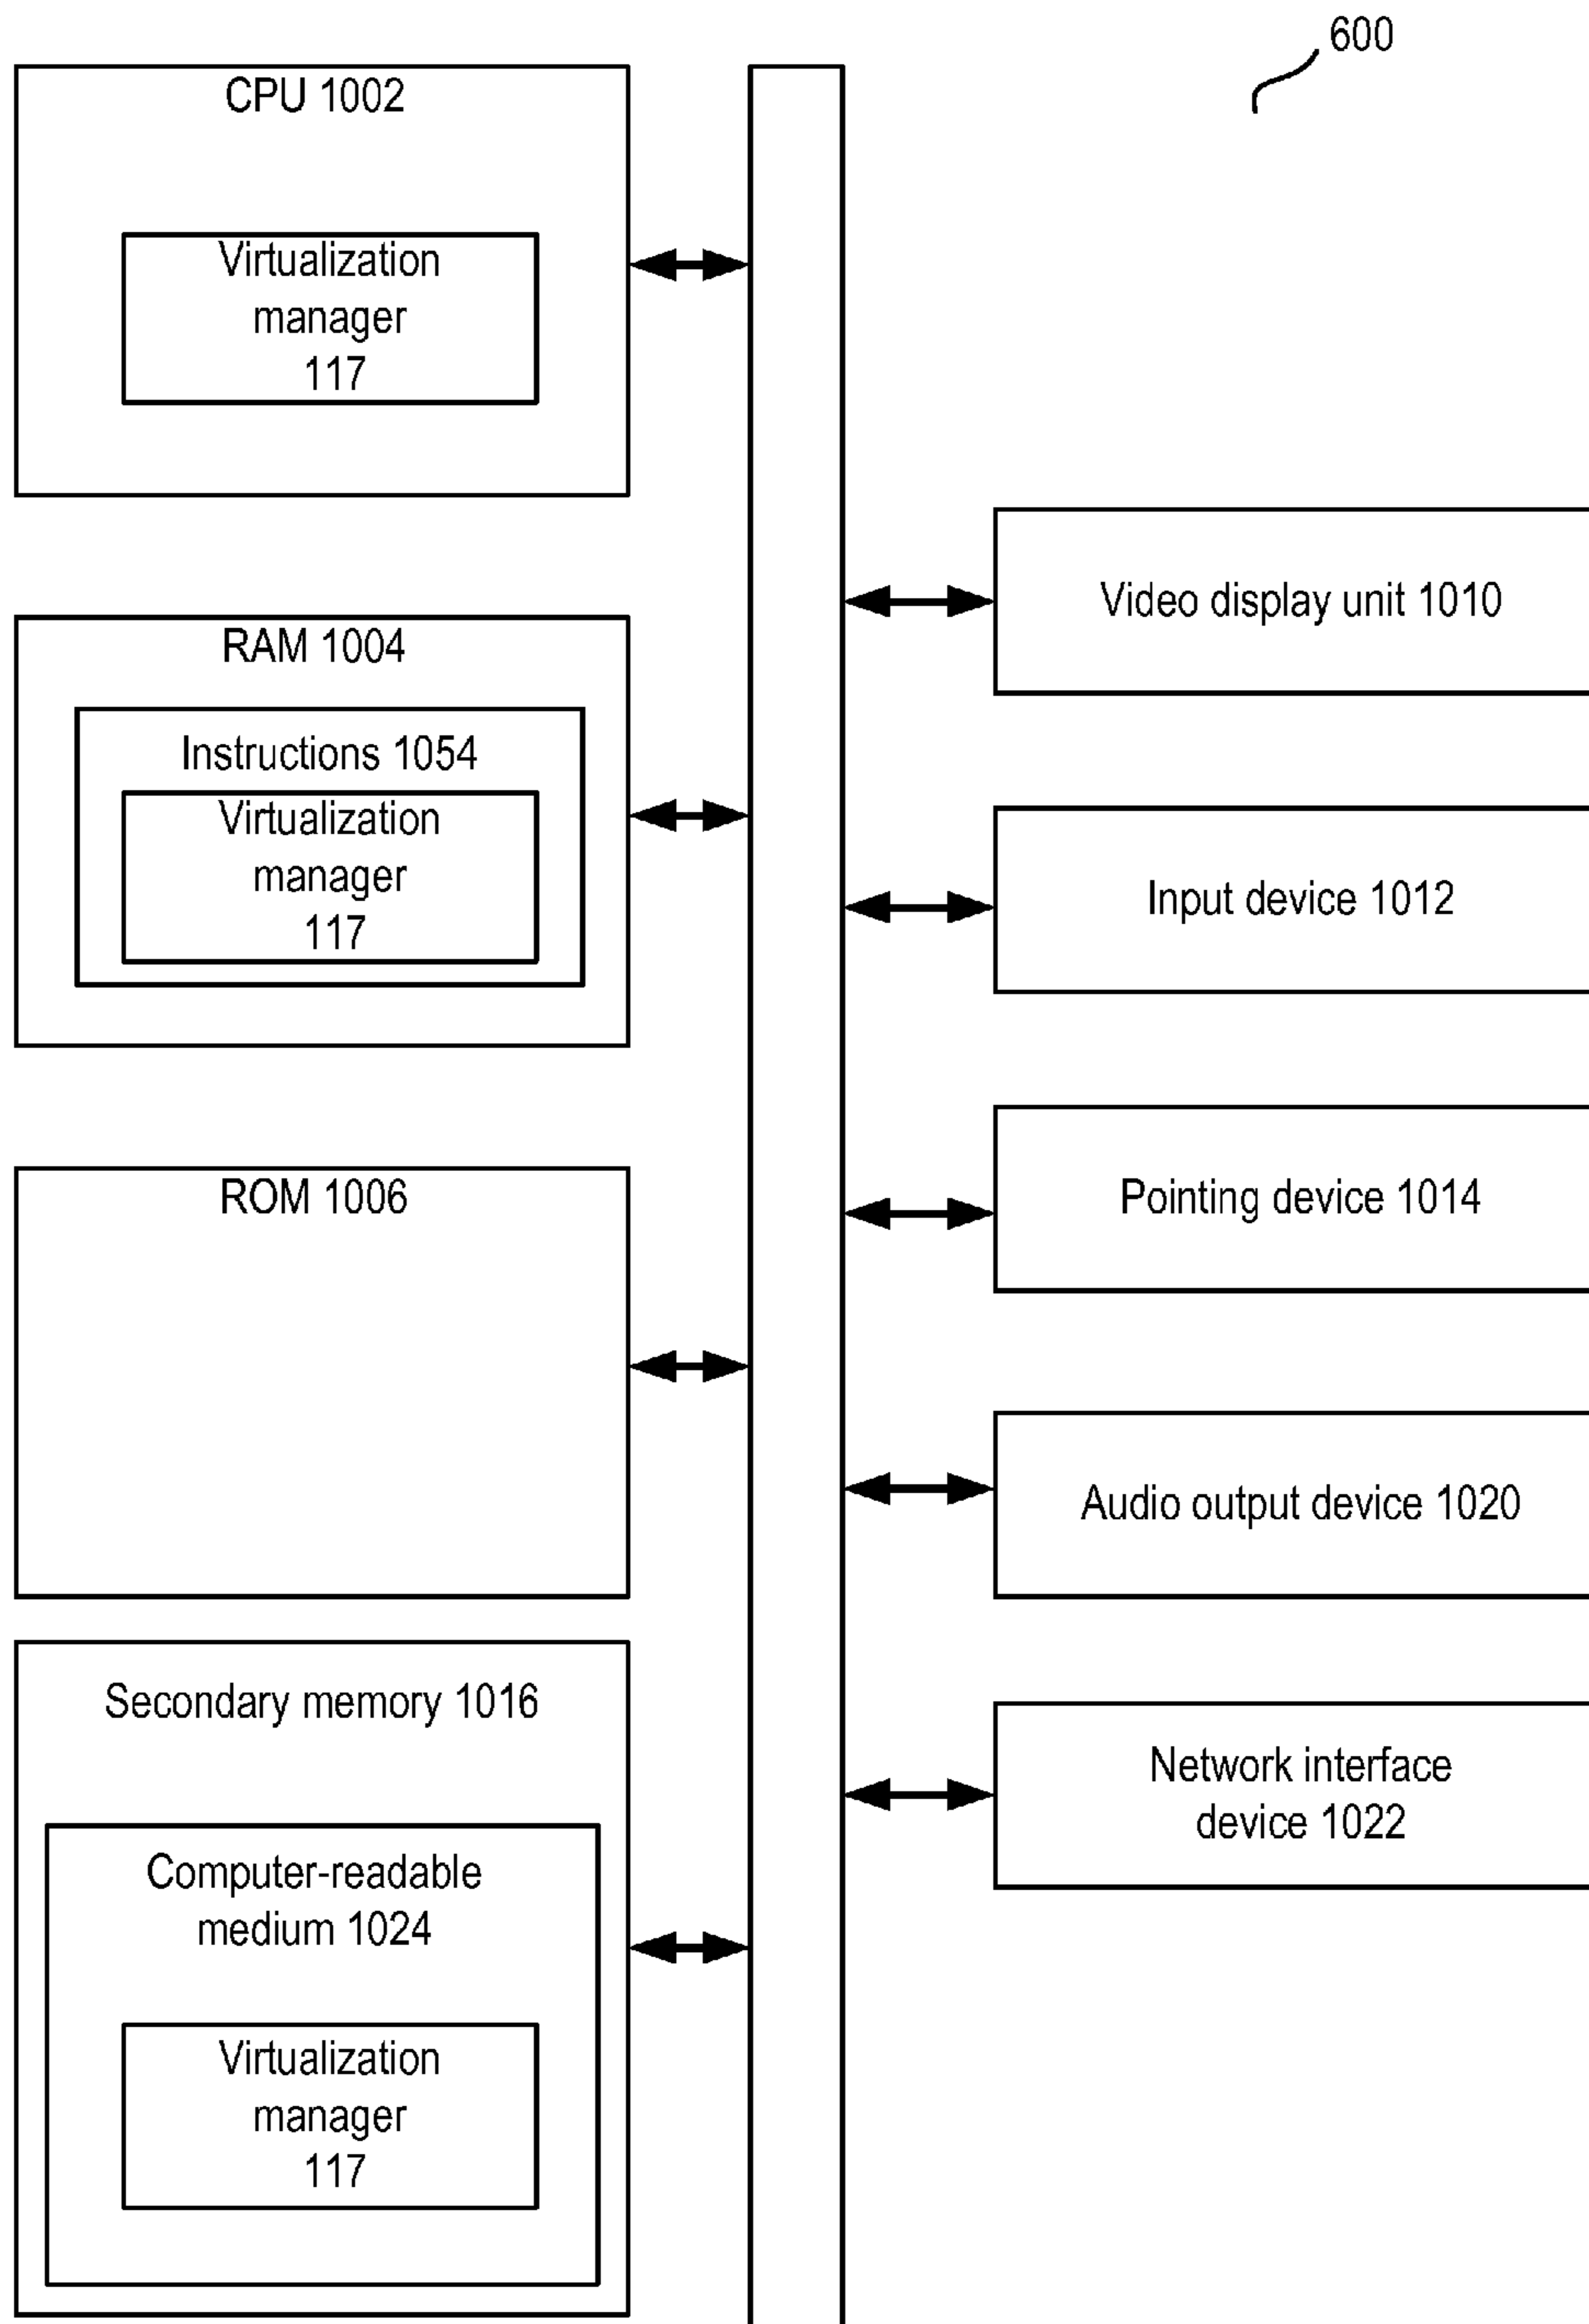 600
CPU 1002
Virtualization
manager
117
RAM 1004
Instructions 1054
Virtualization
manager
117
ROM 1006
Secondary memory 1016
Computer-readable
medium 1024
Virtualization
manager
117
Video display unit 1010
Input device 1012
Pointing device 1014
Audio output device 1020
Network interface
device 1022